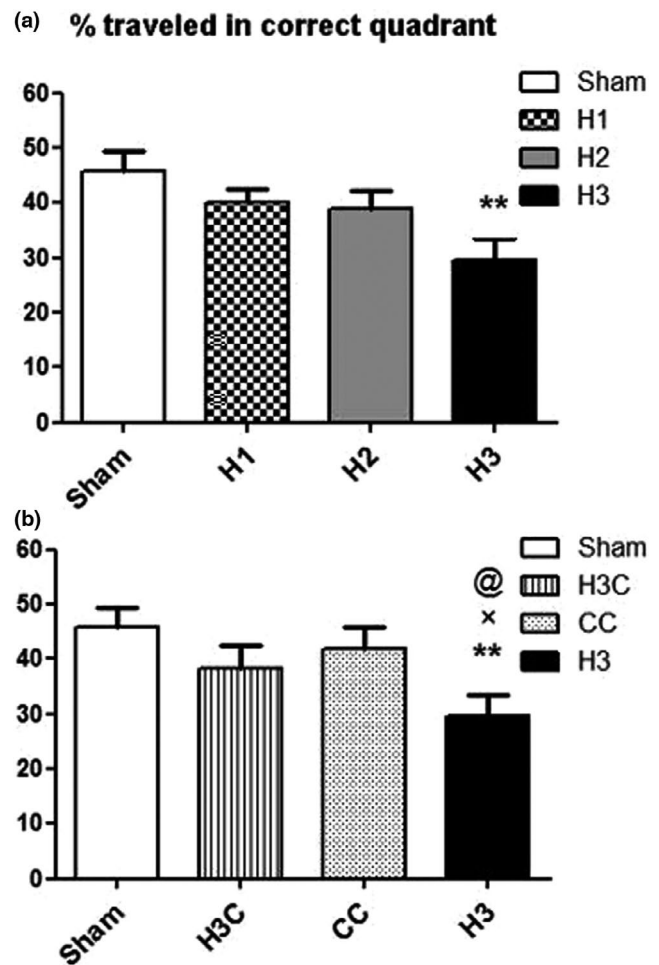 (a) % traveled in correct quadrant
Sham
H1
H2
H3
60
50
40
30
20
10
0
**
Sham
H1
H2
H3
(b)
Sham
H3C
CC
H3
60
50
40
30
20
10
0
@
×
**
Sham
H3C
CC
H3